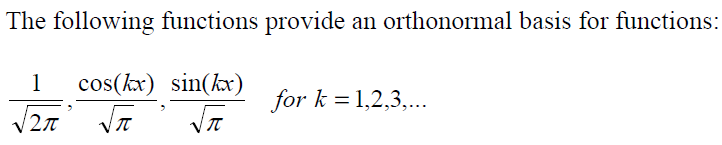 The following functions provide an orthonormal basis for functions:
1/√2π, cos(kx)/√π, sin(kx)/√π for k = 1,2,3,...